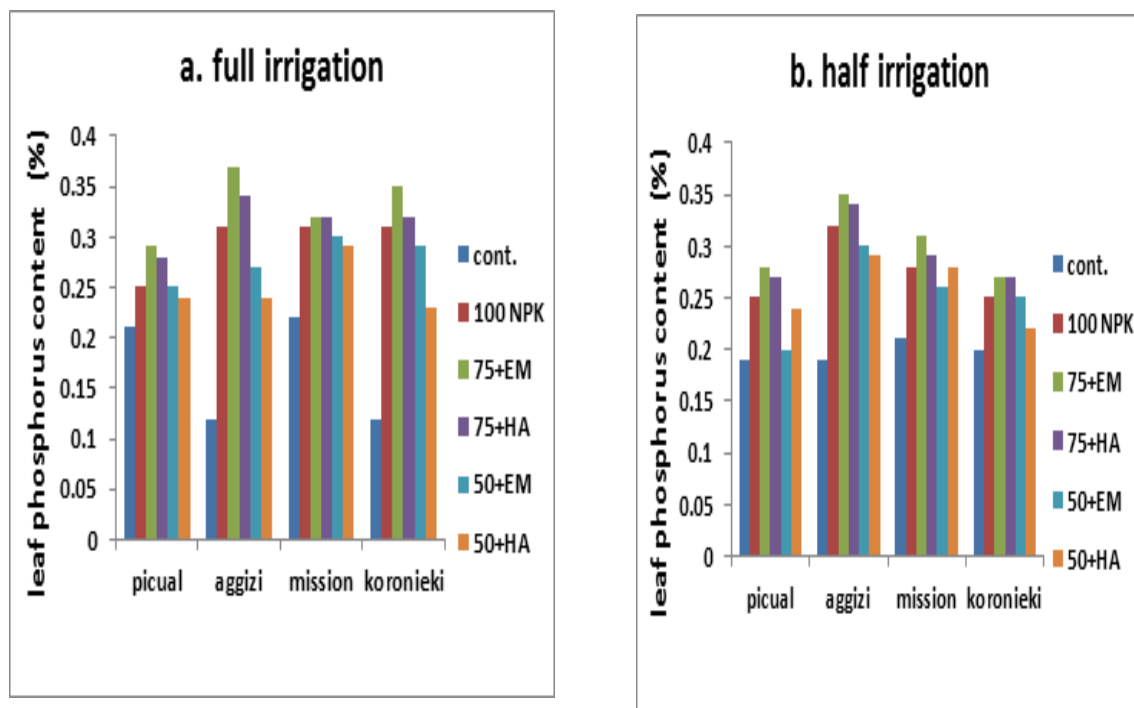 a. full irrigation
leaf phosphorus content (%)
0.4
0.35
0.3
0.25
0.2
0.15
0.1
0.05
0
picual aggizi mission koronieki
cont.
100 NPK
75+EM
75+HA
50+EM
50+HA
b. half irrigation
leaf phosphorus content (%)
0.4
0.35
0.3
0.25
0.2
0.15
0.1
0.05
0
picual aggizi mission koronieki
cont.
100 NPK
75+EM
75+HA
50+EM
50+HA